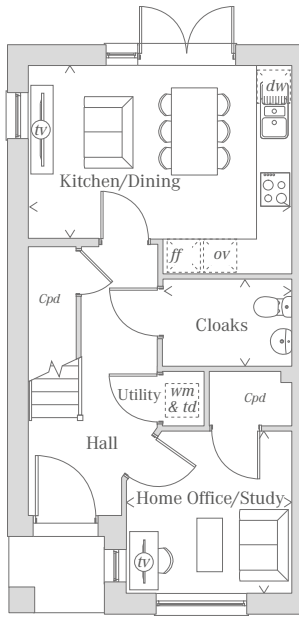 dw
tv
Kitchen/Dining
ff
ov
Cpd
Cloaks
Utility
wm
& td
Cpd
Hall
Home Office/Study
tv